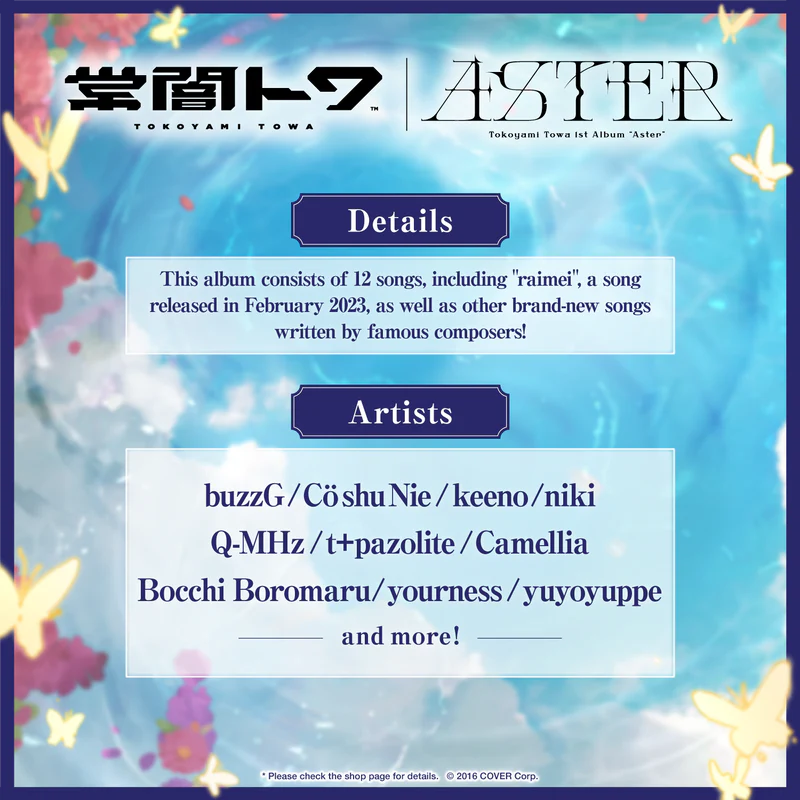 常闇トワ™
TOKOYAMI TOWA
ASTER
Tokoyami Towa 1st Album "Aster"
Details
This album consists of 12 songs, including "raimei", a song
released in February 2023, as well as other brand-new songs
written by famous composers!
Artists
buzzG/Cö shu Nie/keeno/niki
Q-MHz/t+pazolite/Camellia
Bocchi Boromaru/yourness/yuyoyuppe
and more!
* Please check the shop page for details. © 2016 COVER Corp.